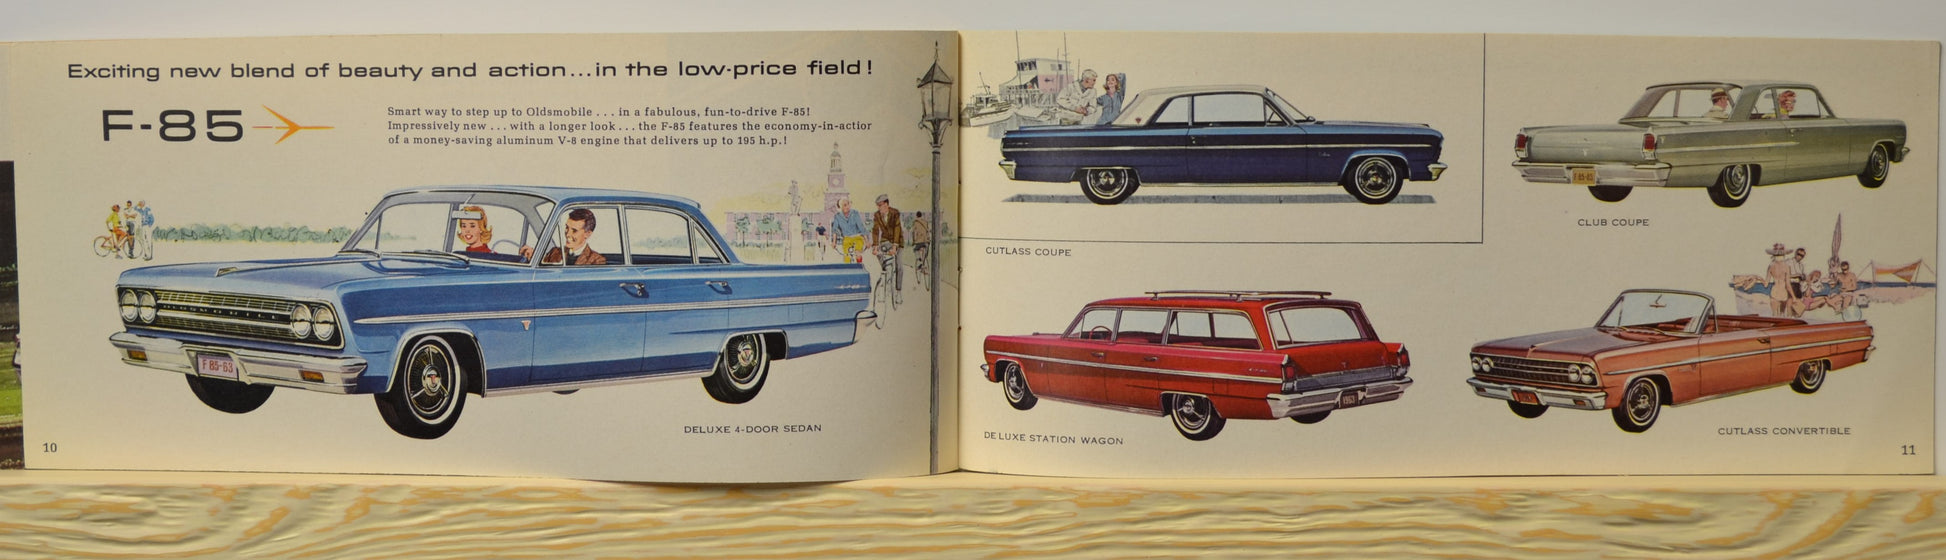 Exciting new blend of beauty and action...in the low-price field!
F-85
Smart way to step up to Oldsmobile . . . in a fabulous, fun-to-drive F-85!
Impressively new . . . with a longer look . . . the F-85 features the economy-in-action
of a money-saving aluminum V-8 engine that delivers up to 195 h.p.!
OLDSMOBILE
F 85-63
DELUXE 4-DOOR SEDAN
10
CUTLASS COUPE
F 85-85
CLUB COUPE
1963
DE LUXE STATION WAGON
CUTLASS CONVERTIBLE
11